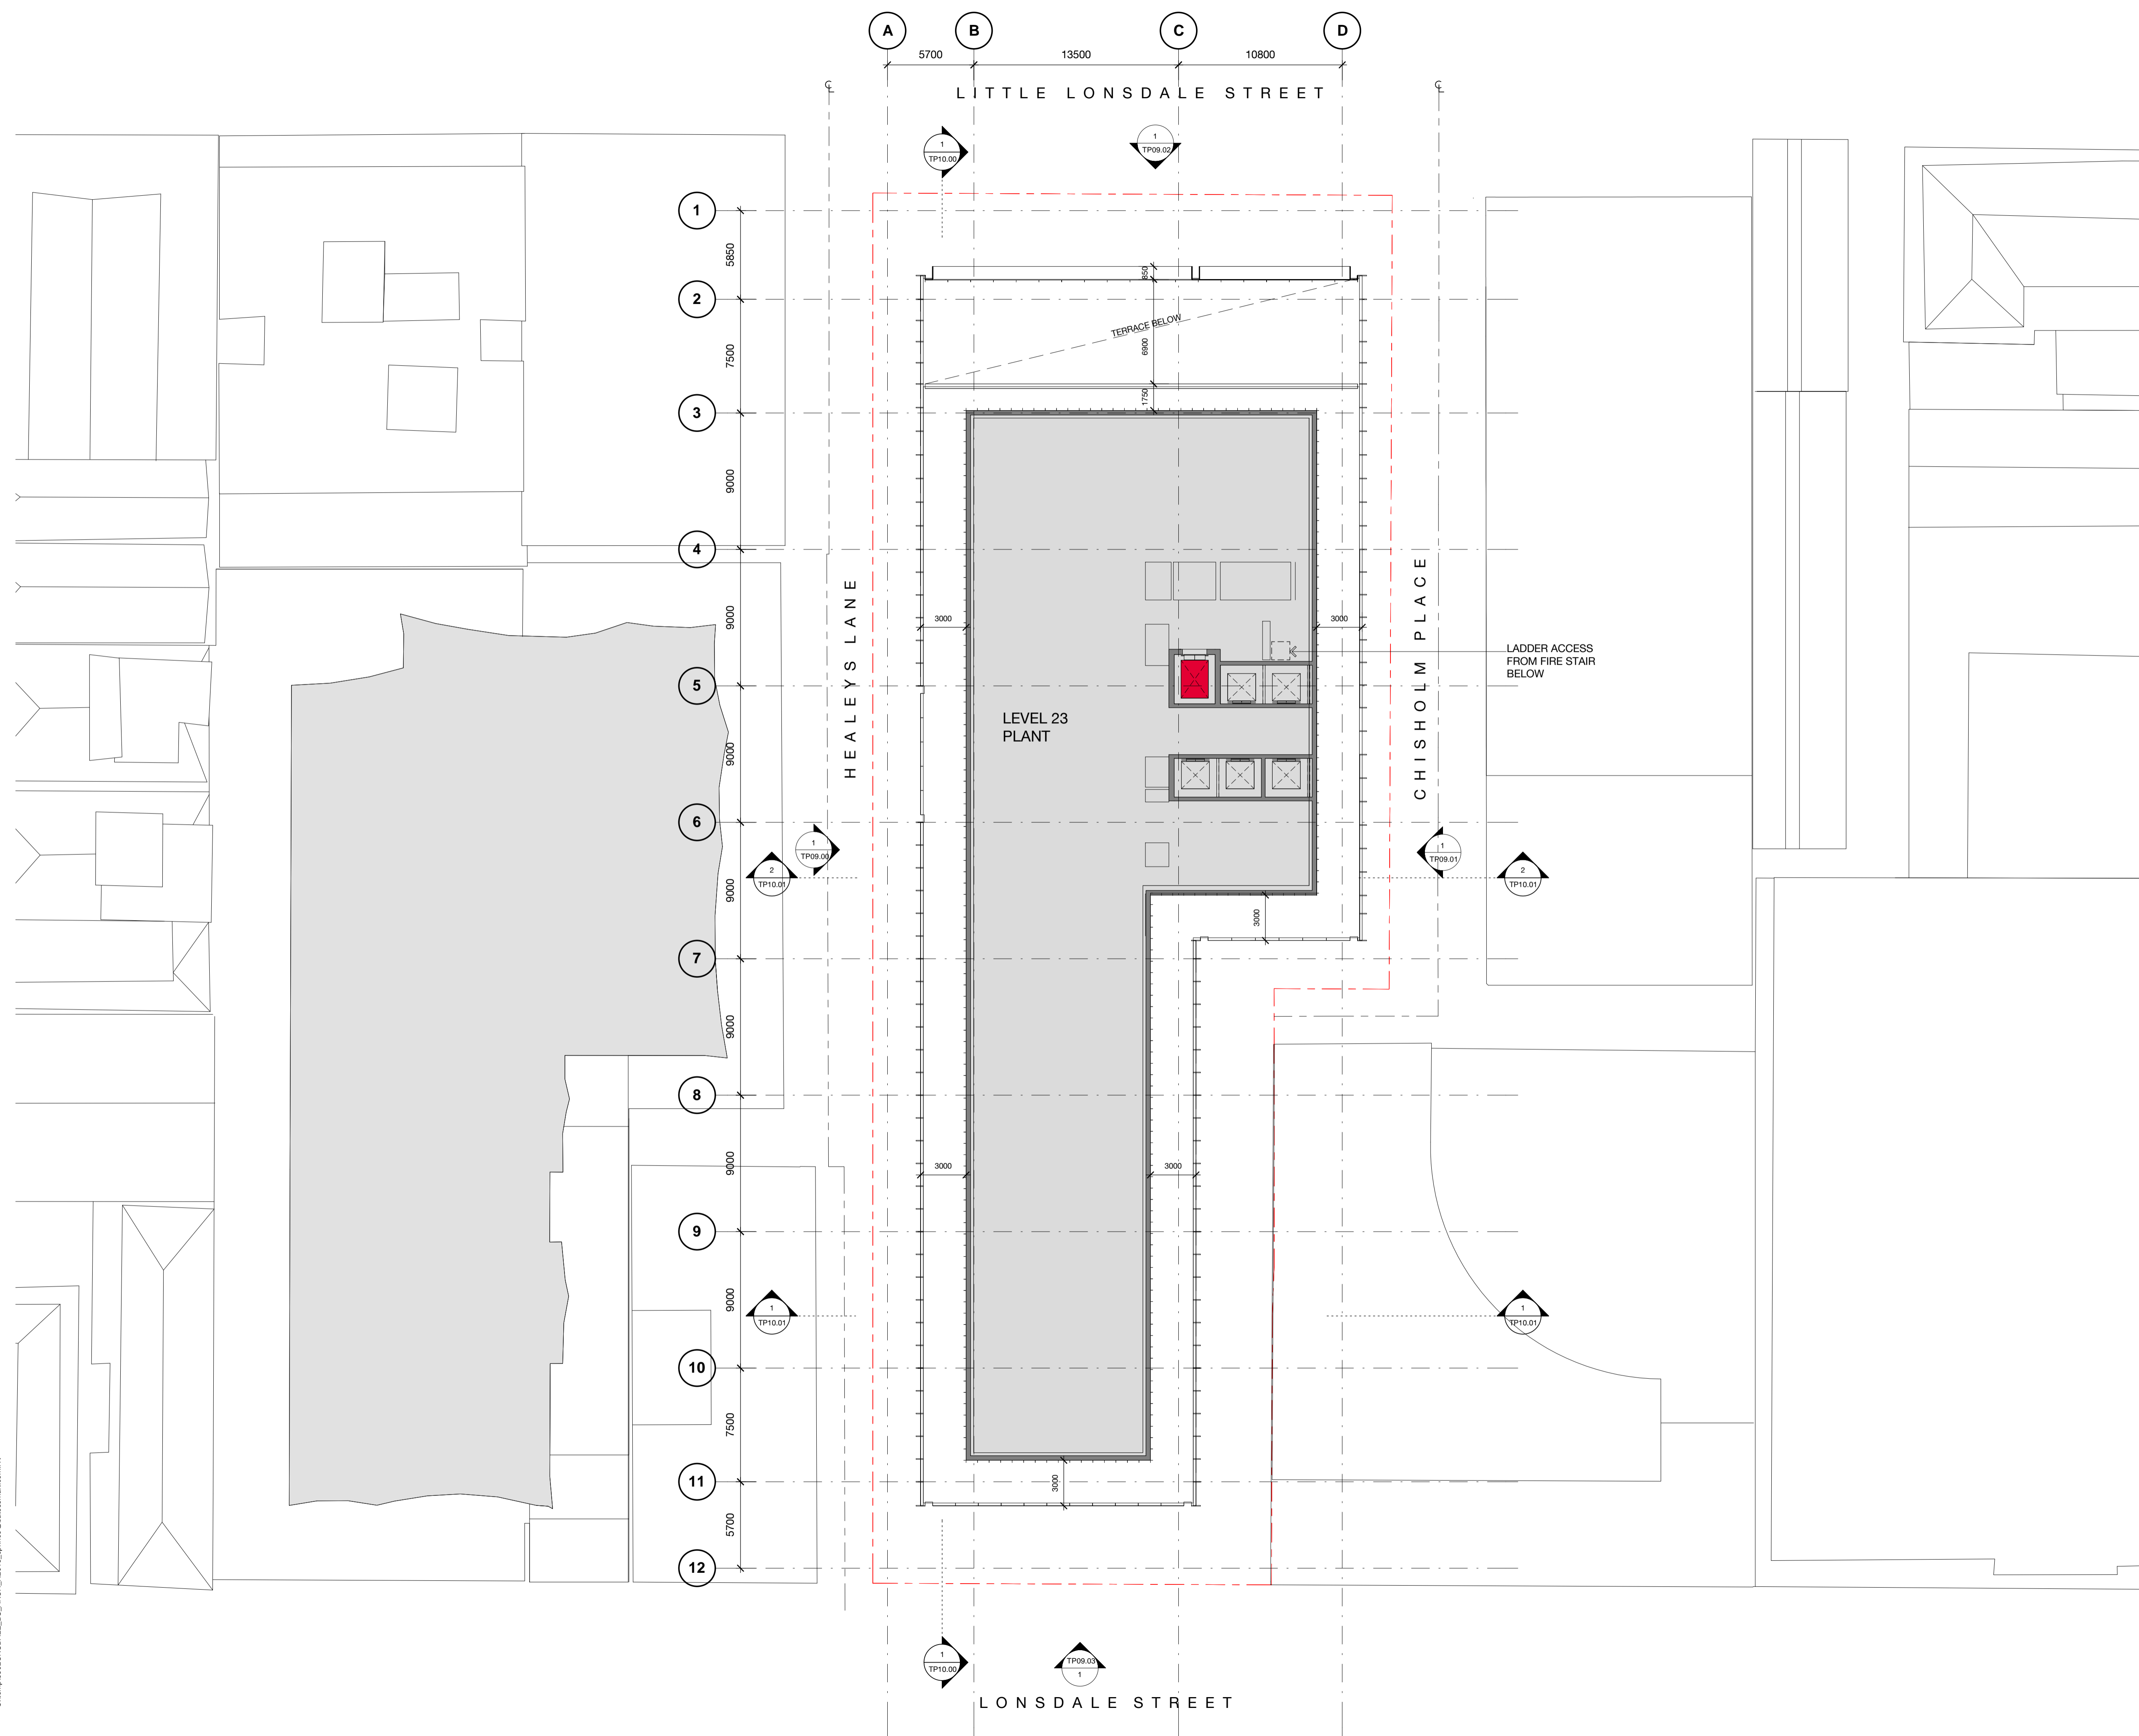 A
B
C
D
5700
13500
10800
LITTLE LONSDALE STREET
1
TP10.00
1
TP09.02
1
5850
850
2
TERRACE BELOW
7500
6900
1750
3
9000
4
9000
3000
3000
HEALEYS LANE
CHISHOLM PLACE
LADDER ACCESS
FROM FIRE STAIR
BELOW
5
LEVEL 23
PLANT
9000
6
1
TP09.00
1
TP09.01
2
TP10.01
2
TP10.01
9000
3000
7
9000
8
9000
3000
3000
9
9000
1
TP10.01
1
TP10.01
10
7500
11
3000
5700
12
1
TP10.00
TP09.03
1
LONSDALE STREET